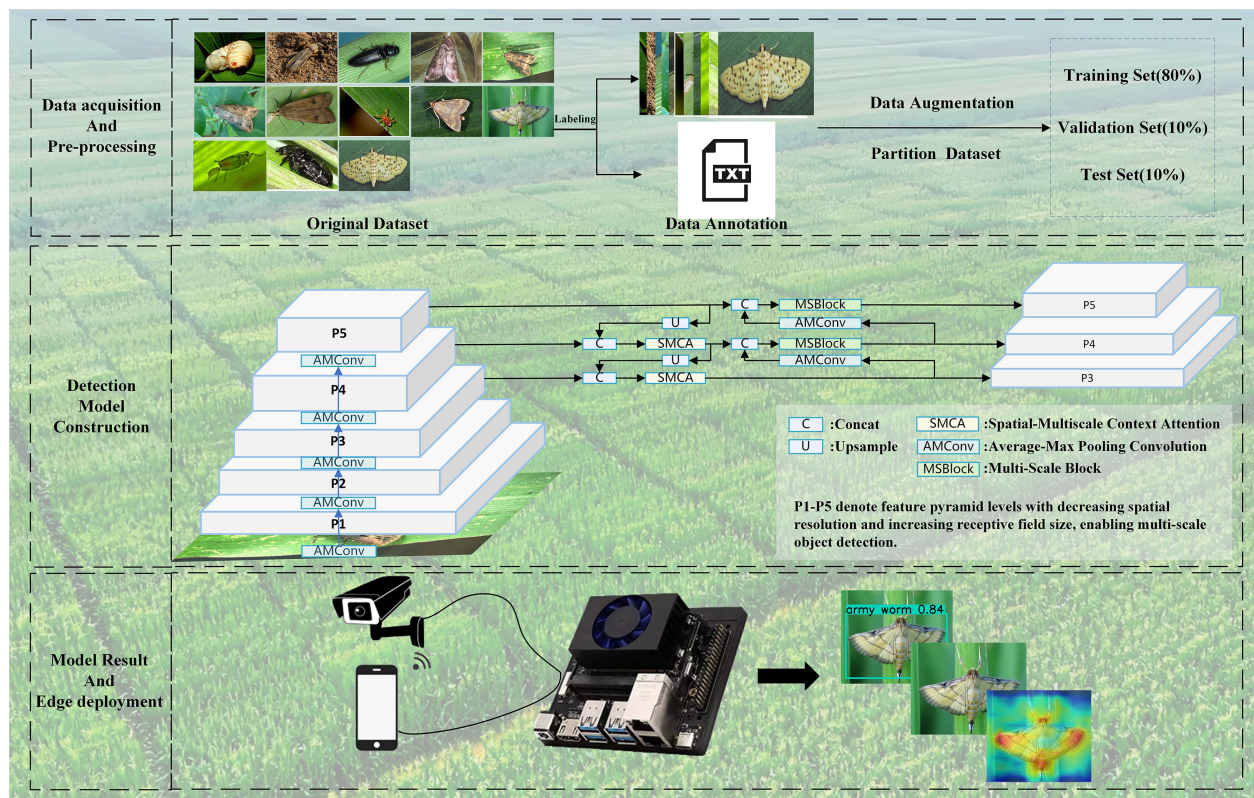 Data acquisition
And
Pre-processing
Labeling
TXT
Original Dataset
Data Annotation
Data Augmentation
Partition Dataset
Training Set(80%)
Validation Set(10%)
Test Set(10%)
Detection
Model
Construction
P5
AMConv
P4
AMConv
P3
AMConv
P2
AMConv
P1
AMConv
C
MSBlock
U
AMConv
C
SMCA
C
MSBlock
U
AMConv
C
SMCA
P5
P4
P3
C :Concat
SMCA :Spatial-Multiscale Context Attention
U :Upsample
AMConv :Average-Max Pooling Convolution
MSBlock :Multi-Scale Block
P1-P5 denote feature pyramid levels with decreasing spatial
resolution and increasing receptive field size, enabling multi-scale
object detection.
Model Result
And
Edge deployment
army worm 0.84